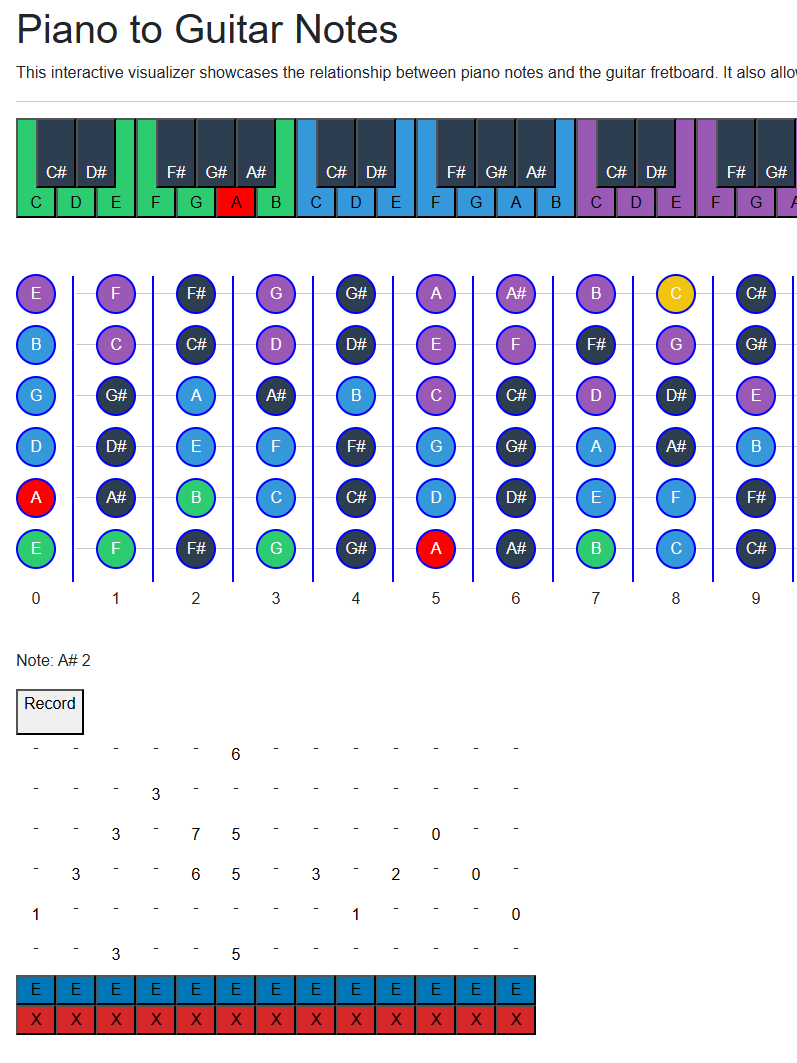 Piano to Guitar Notes
This interactive visualizer showcases the relationship between piano notes and the guitar fretboard. It also allo
C# D# F# G# A# C# D# F# G# A# C# D# F# G#
C D E F G A B C D E F G A B C D E F G A
E F F# G G# A A# B C C#
B C C# D D# E F F# G G#
G G# A A# B C C# D D# E
D D# E F F# G G# A A# B
A A# B C C# D D# E F F#
E F F# G G# A A# B C C#
0 1 2 3 4 5 6 7 8 9
Note: A# 2
Record
- - - - - 6 - - - - - - -
- - - 3 - - - - - - - - -
- - 3 - 7 5 - - - - 0 - -
- 3 - - 6 5 - 3 - 2 - 0 -
1 - - - - - - - 1 - - - 0
- - 3 - - 5 - - - - - - -
E E E E E E E E E E E E E
X X X X X X X X X X X X X